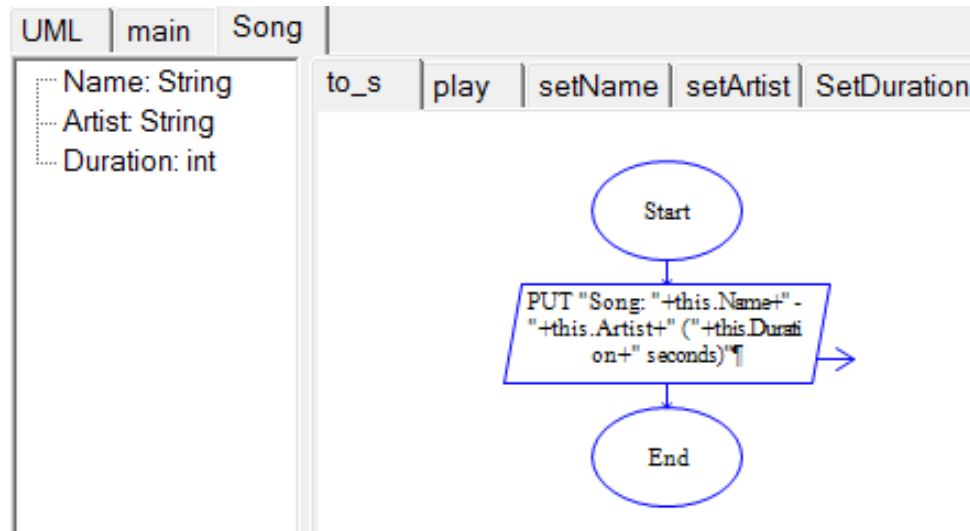 UML main Song
Name: String
Artist: String
Duration: int
to_s play setName setArtist SetDuration
Start
PUT "Song: "+this.Name+" -
"+this.Artist+" ("+this.Durati
on+" seconds)"¶
End